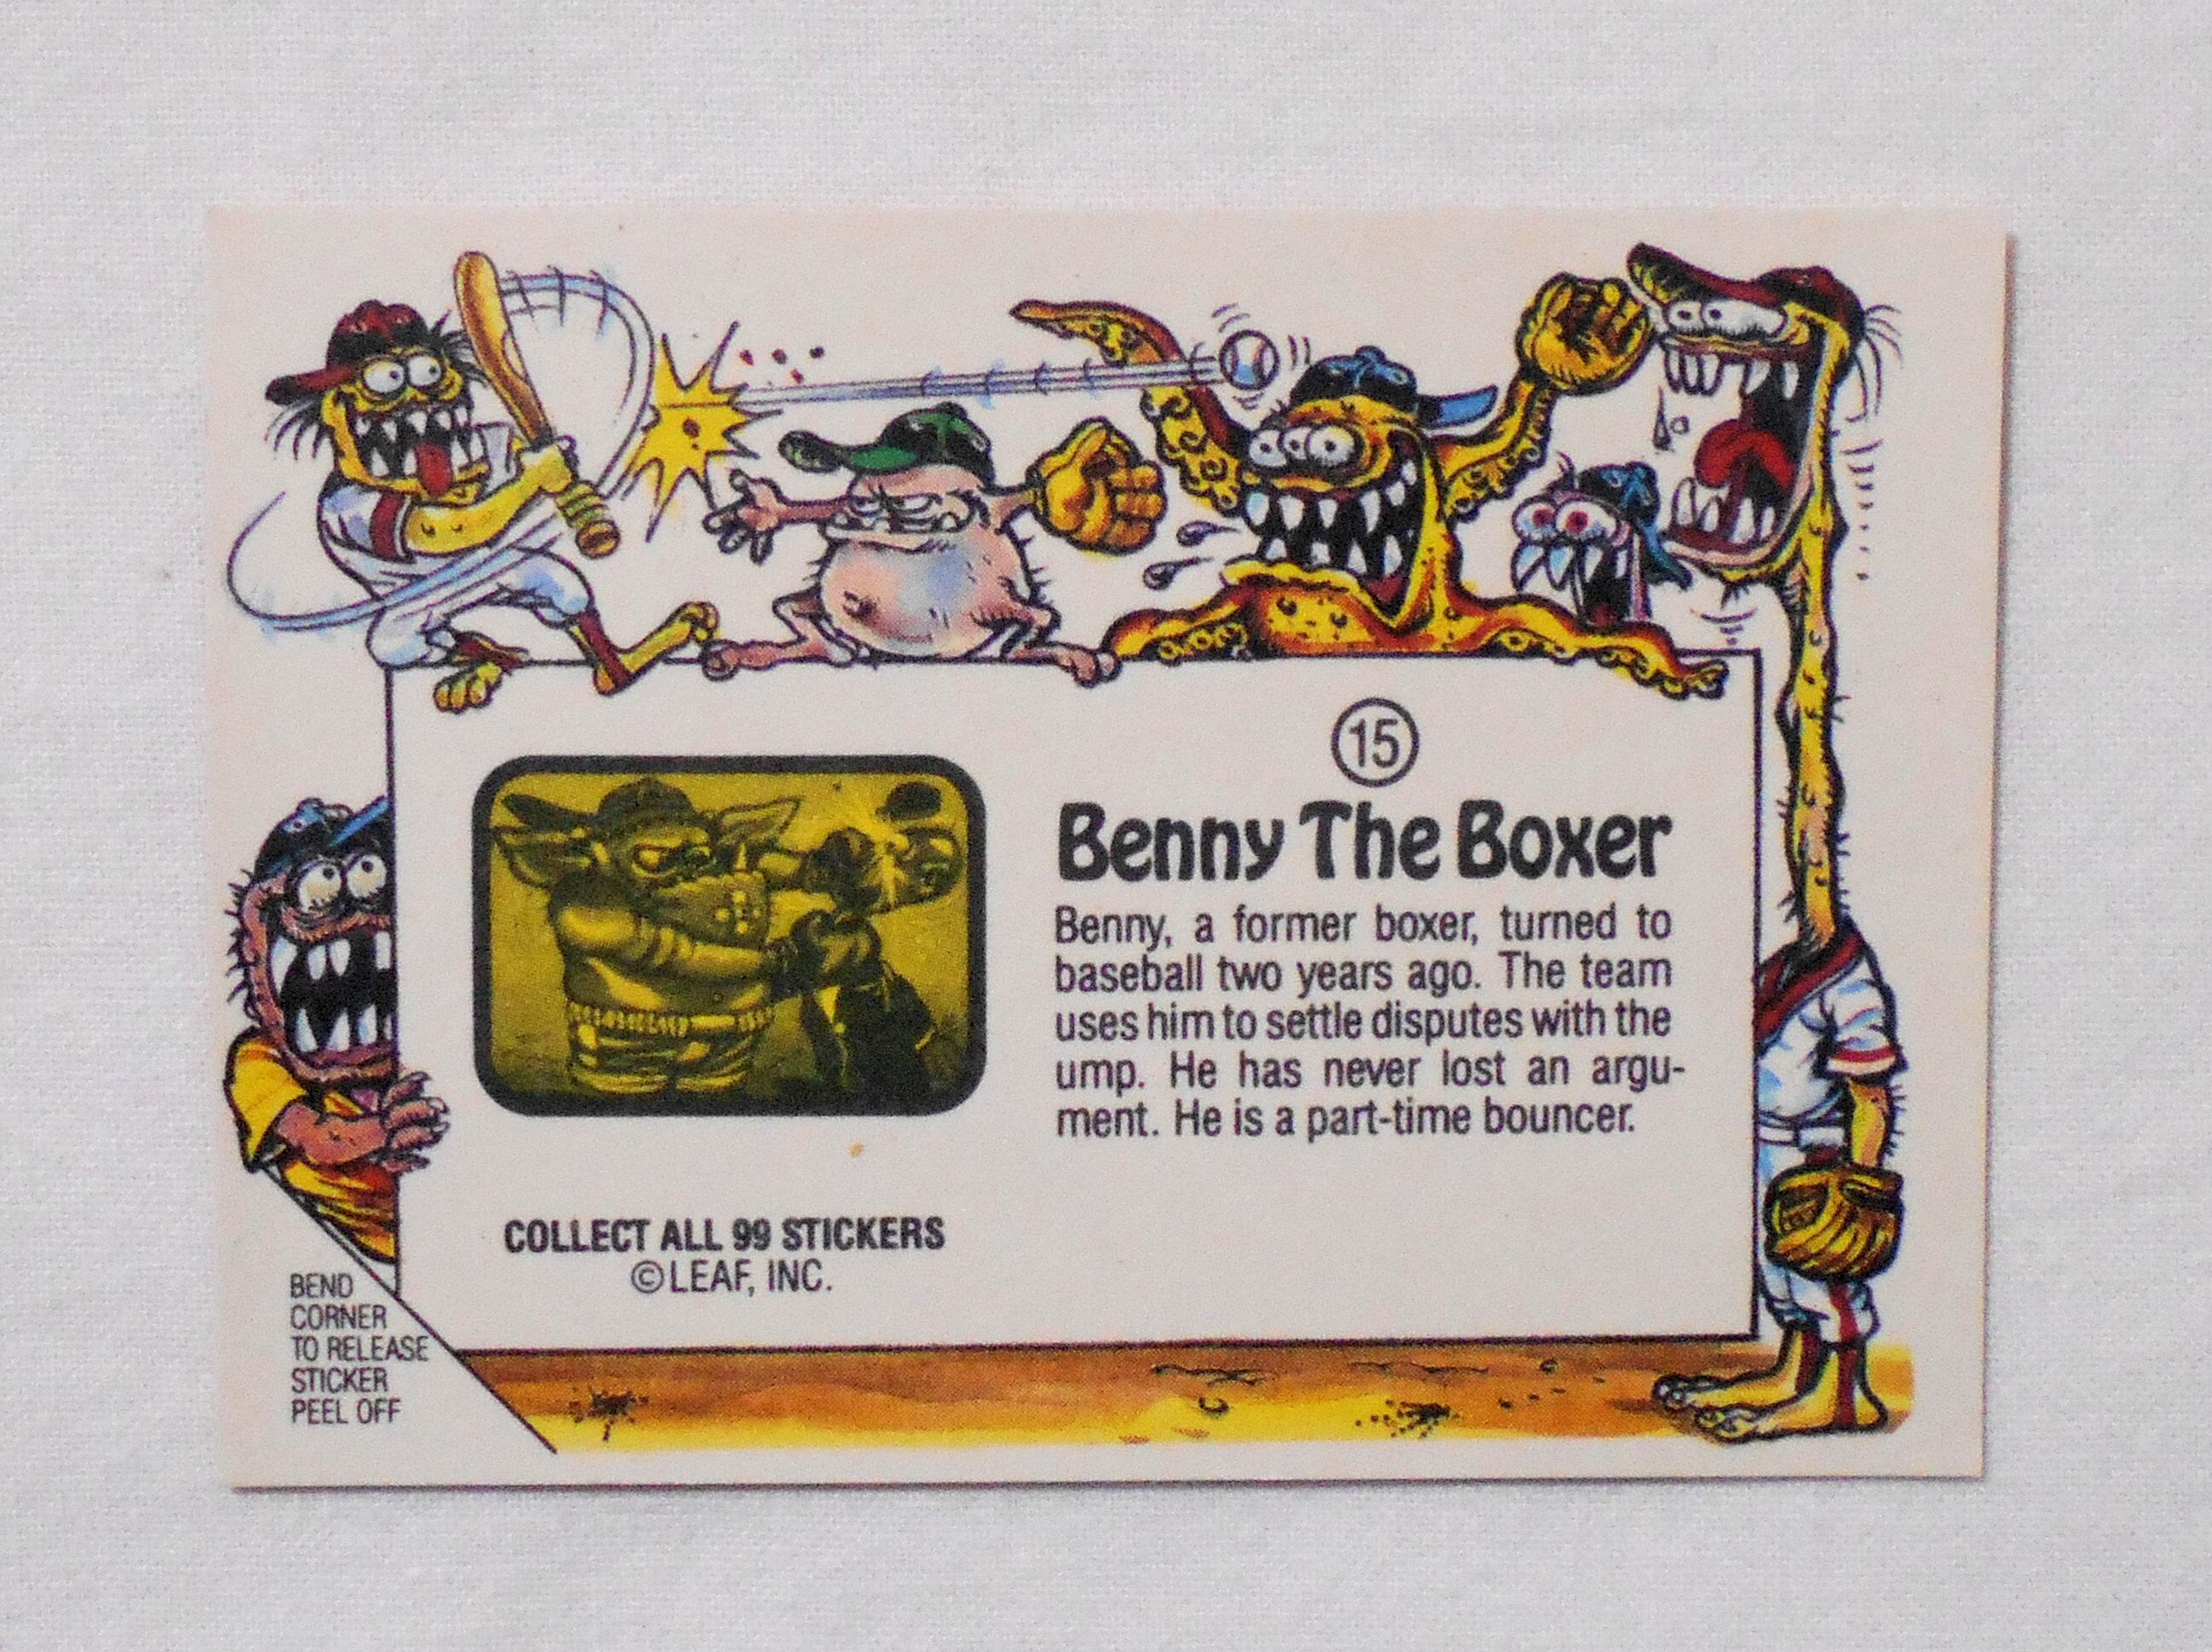 15
Benny The Boxer
Benny, a former boxer, turned to
baseball two years ago. The team
uses him to settle disputes with the
ump. He has never lost an argu-
ment. He is a part-time bouncer.
COLLECT ALL 99 STICKERS
©LEAF, INC.
BEND
CORNER
TO RELEASE
STICKER
PEEL OFF